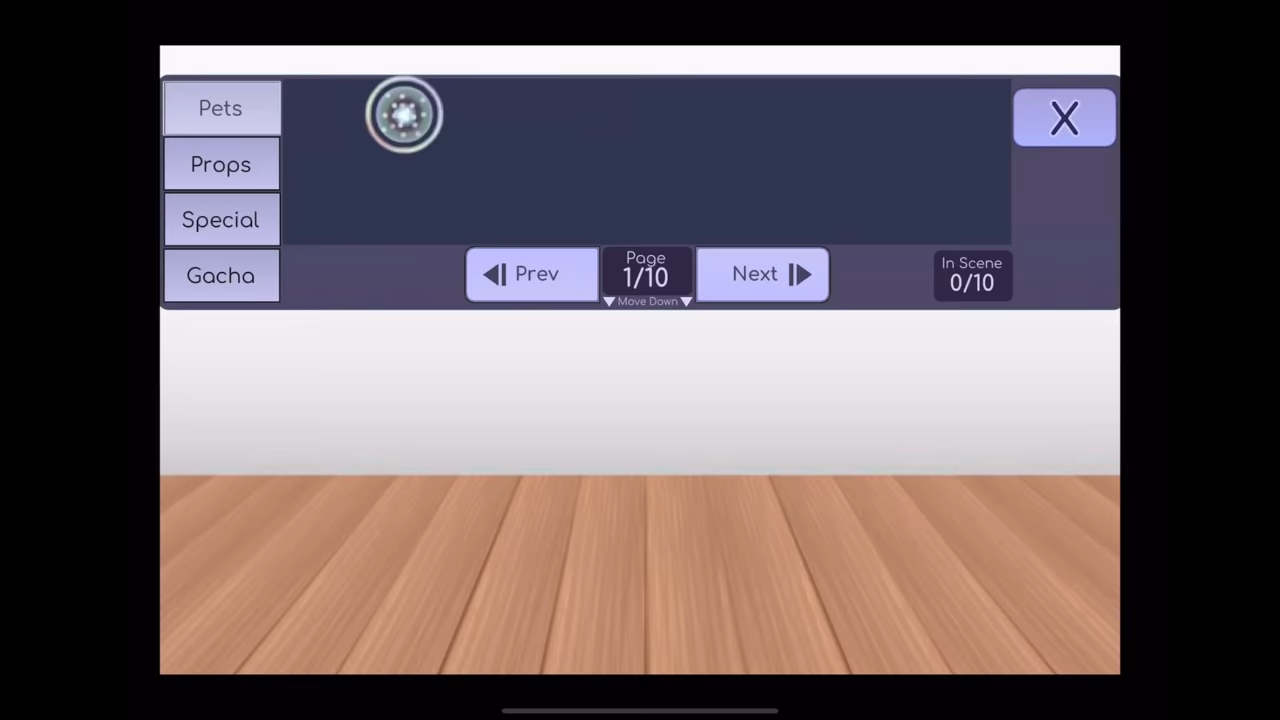 Pets
X
Props
Special
Gacha
Prev
Page
1/10
Next
Move Down
In Scene
0/10